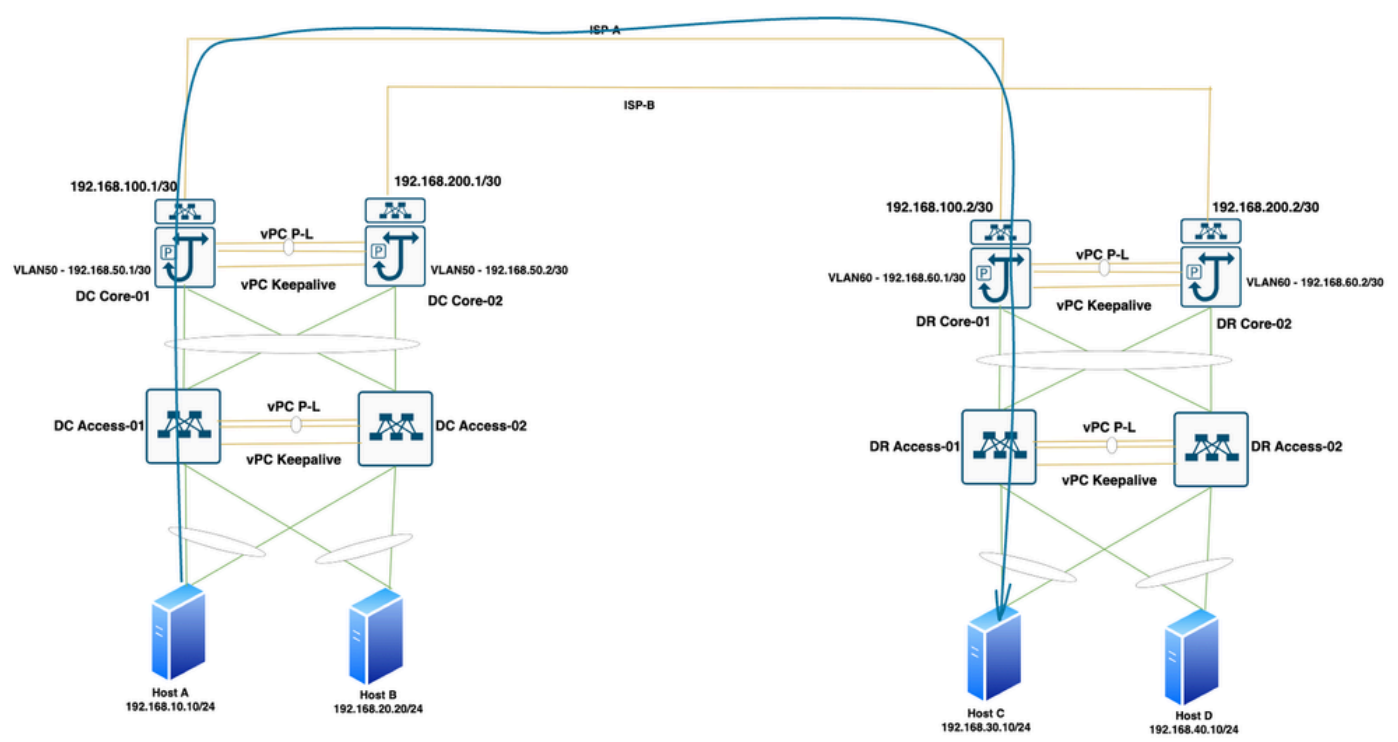 ISP-A
ISP-B
192.168.100.1/30
192.168.200.1/30
192.168.100.2/30
192.168.200.2/30
P
vPC P-L
P
P
vPC P-L
P
VLAN50 - 192.168.50.1/30
vPC Keepalive
VLAN50 - 192.168.50.2/30
VLAN60 - 192.168.60.1/30
vPC Keepalive
VLAN60 - 192.168.60.2/30
DC Core-01
DC Core-02
DR Core-01
DR Core-02
vPC P-L
DC Access-01
DC Access-02
vPC Keepalive
vPC P-L
DR Access-01
DR Access-02
vPC Keepalive
Host A
192.168.10.10/24
Host B
192.168.20.20/24
Host C
192.168.30.10/24
Host D
192.168.40.10/24